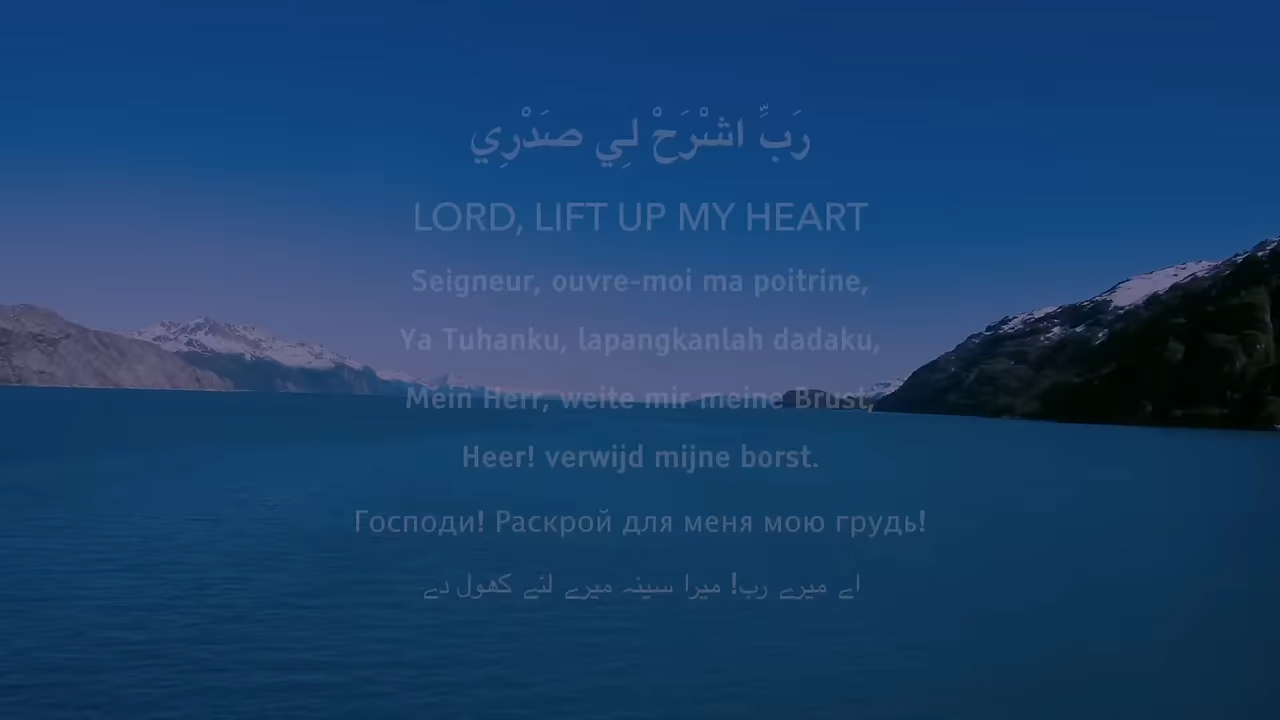 رَبِّ اشْرَحْ لِي صَدْرِي
LORD, LIFT UP MY HEART
Seigneur, ouvre-moi ma poitrine,
Ya Tuhanku, lapangkanlah dadaku,
Mein Herr, weite mir meine Brust,
Heer! verwijd mijne borst.
Господи! Раскрой для меня мою грудь!
اے میرے رب! میرا سینہ میرے لئے کھول دے